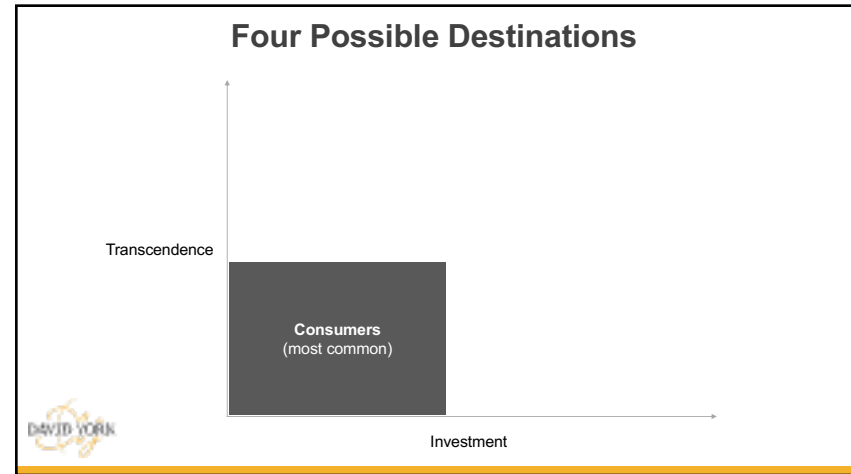 Four Possible Destinations
Transcendence
Consumers
(most common)
DAVID YORK
Investment